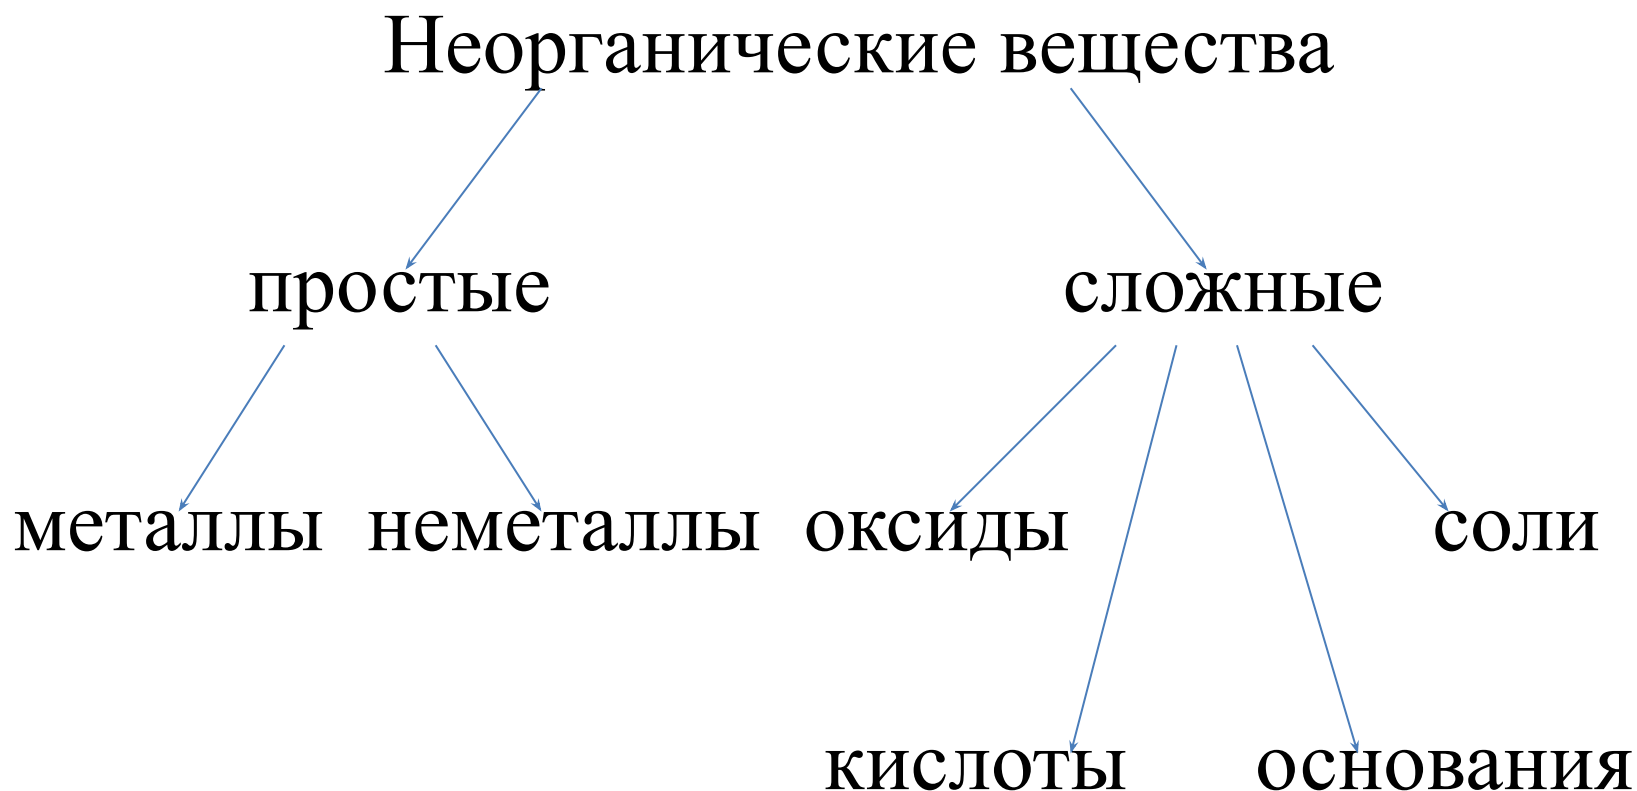 Неорганические вещества
простые сложные
металлы неметаллы оксиды соли
кислоты основания